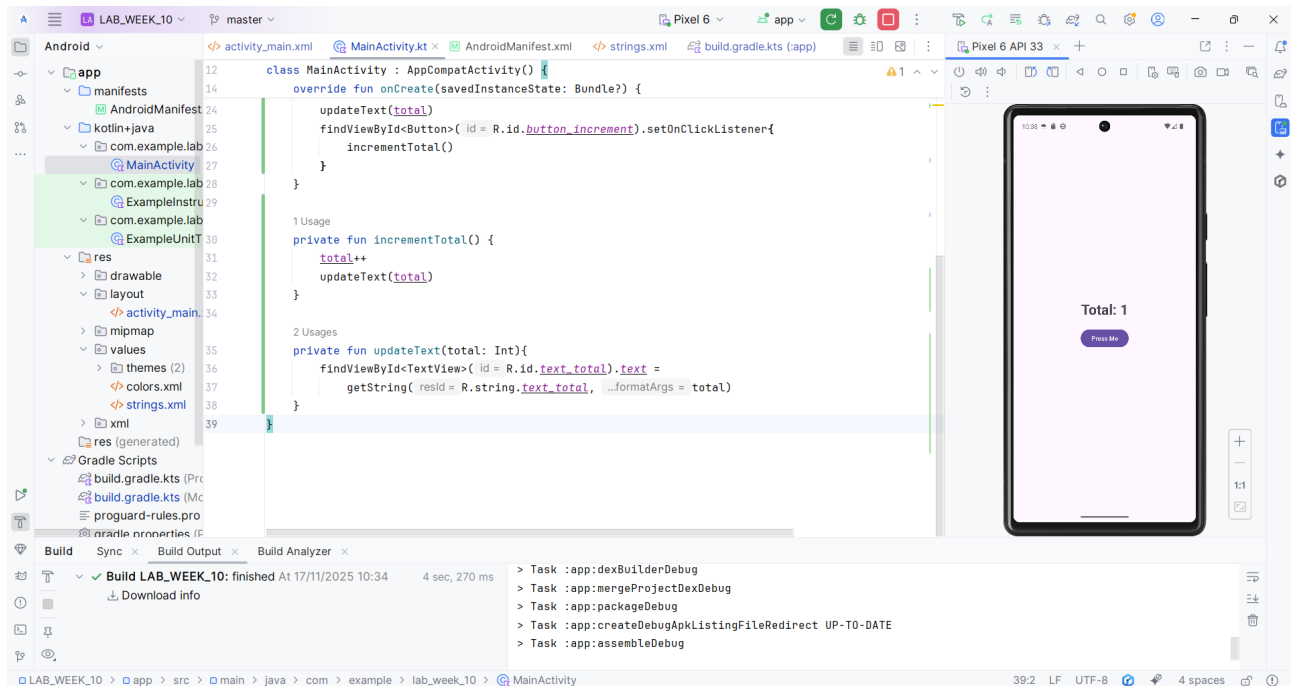 LA LAB_WEEK_10 master Pixel 6 app
Android activity_main.xml MainActivity.kt AndroidManifest.xml strings.xml build.gradle.kts (:app) Pixel 6 API 33
app
manifests
AndroidManifest.
kotlin+java
com.example.lab
MainActivity
com.example.lab
ExampleInstru
com.example.lab
ExampleUnitT
res
drawable
layout
activity_main.
mipmap
values
themes (2)
colors.xml
strings.xml
xml
res (generated)
Gradle Scripts
build.gradle.kts (Pro
build.gradle.kts (Mo
proguard-rules.pro
gradle.properties (P
12 class MainActivity : AppCompatActivity() {
14 override fun onCreate(savedInstanceState: Bundle?) {
24 updateText(total)
25 findViewById<Button>( id = R.id.button_increment).setOnClickListener{
26 incrementTotal()
27 }
28 }
29
1 Usage
30 private fun incrementTotal() {
31 total++
32 updateText(total)
33 }
34
2 Usages
35 private fun updateText(total: Int){
36 findViewById<TextView>( id = R.id.text_total).text =
37 getString( resId = R.string.text_total, ...formatArgs = total)
38 }
39 }
1
10:38
Total: 1
Press Me
1:1
Build Sync Build Output Build Analyzer
Build LAB_WEEK_10: finished At 17/11/2025 10:34 4 sec, 270 ms
Download info
> Task :app:dexBuilderDebug
> Task :app:mergeProjectDexDebug
> Task :app:packageDebug
> Task :app:createDebugApkListingFileRedirect UP-TO-DATE
> Task :app:assembleDebug
LAB_WEEK_10 > app > src > main > java > com > example > lab_week_10 > MainActivity 39:2 LF UTF-8 4 spaces